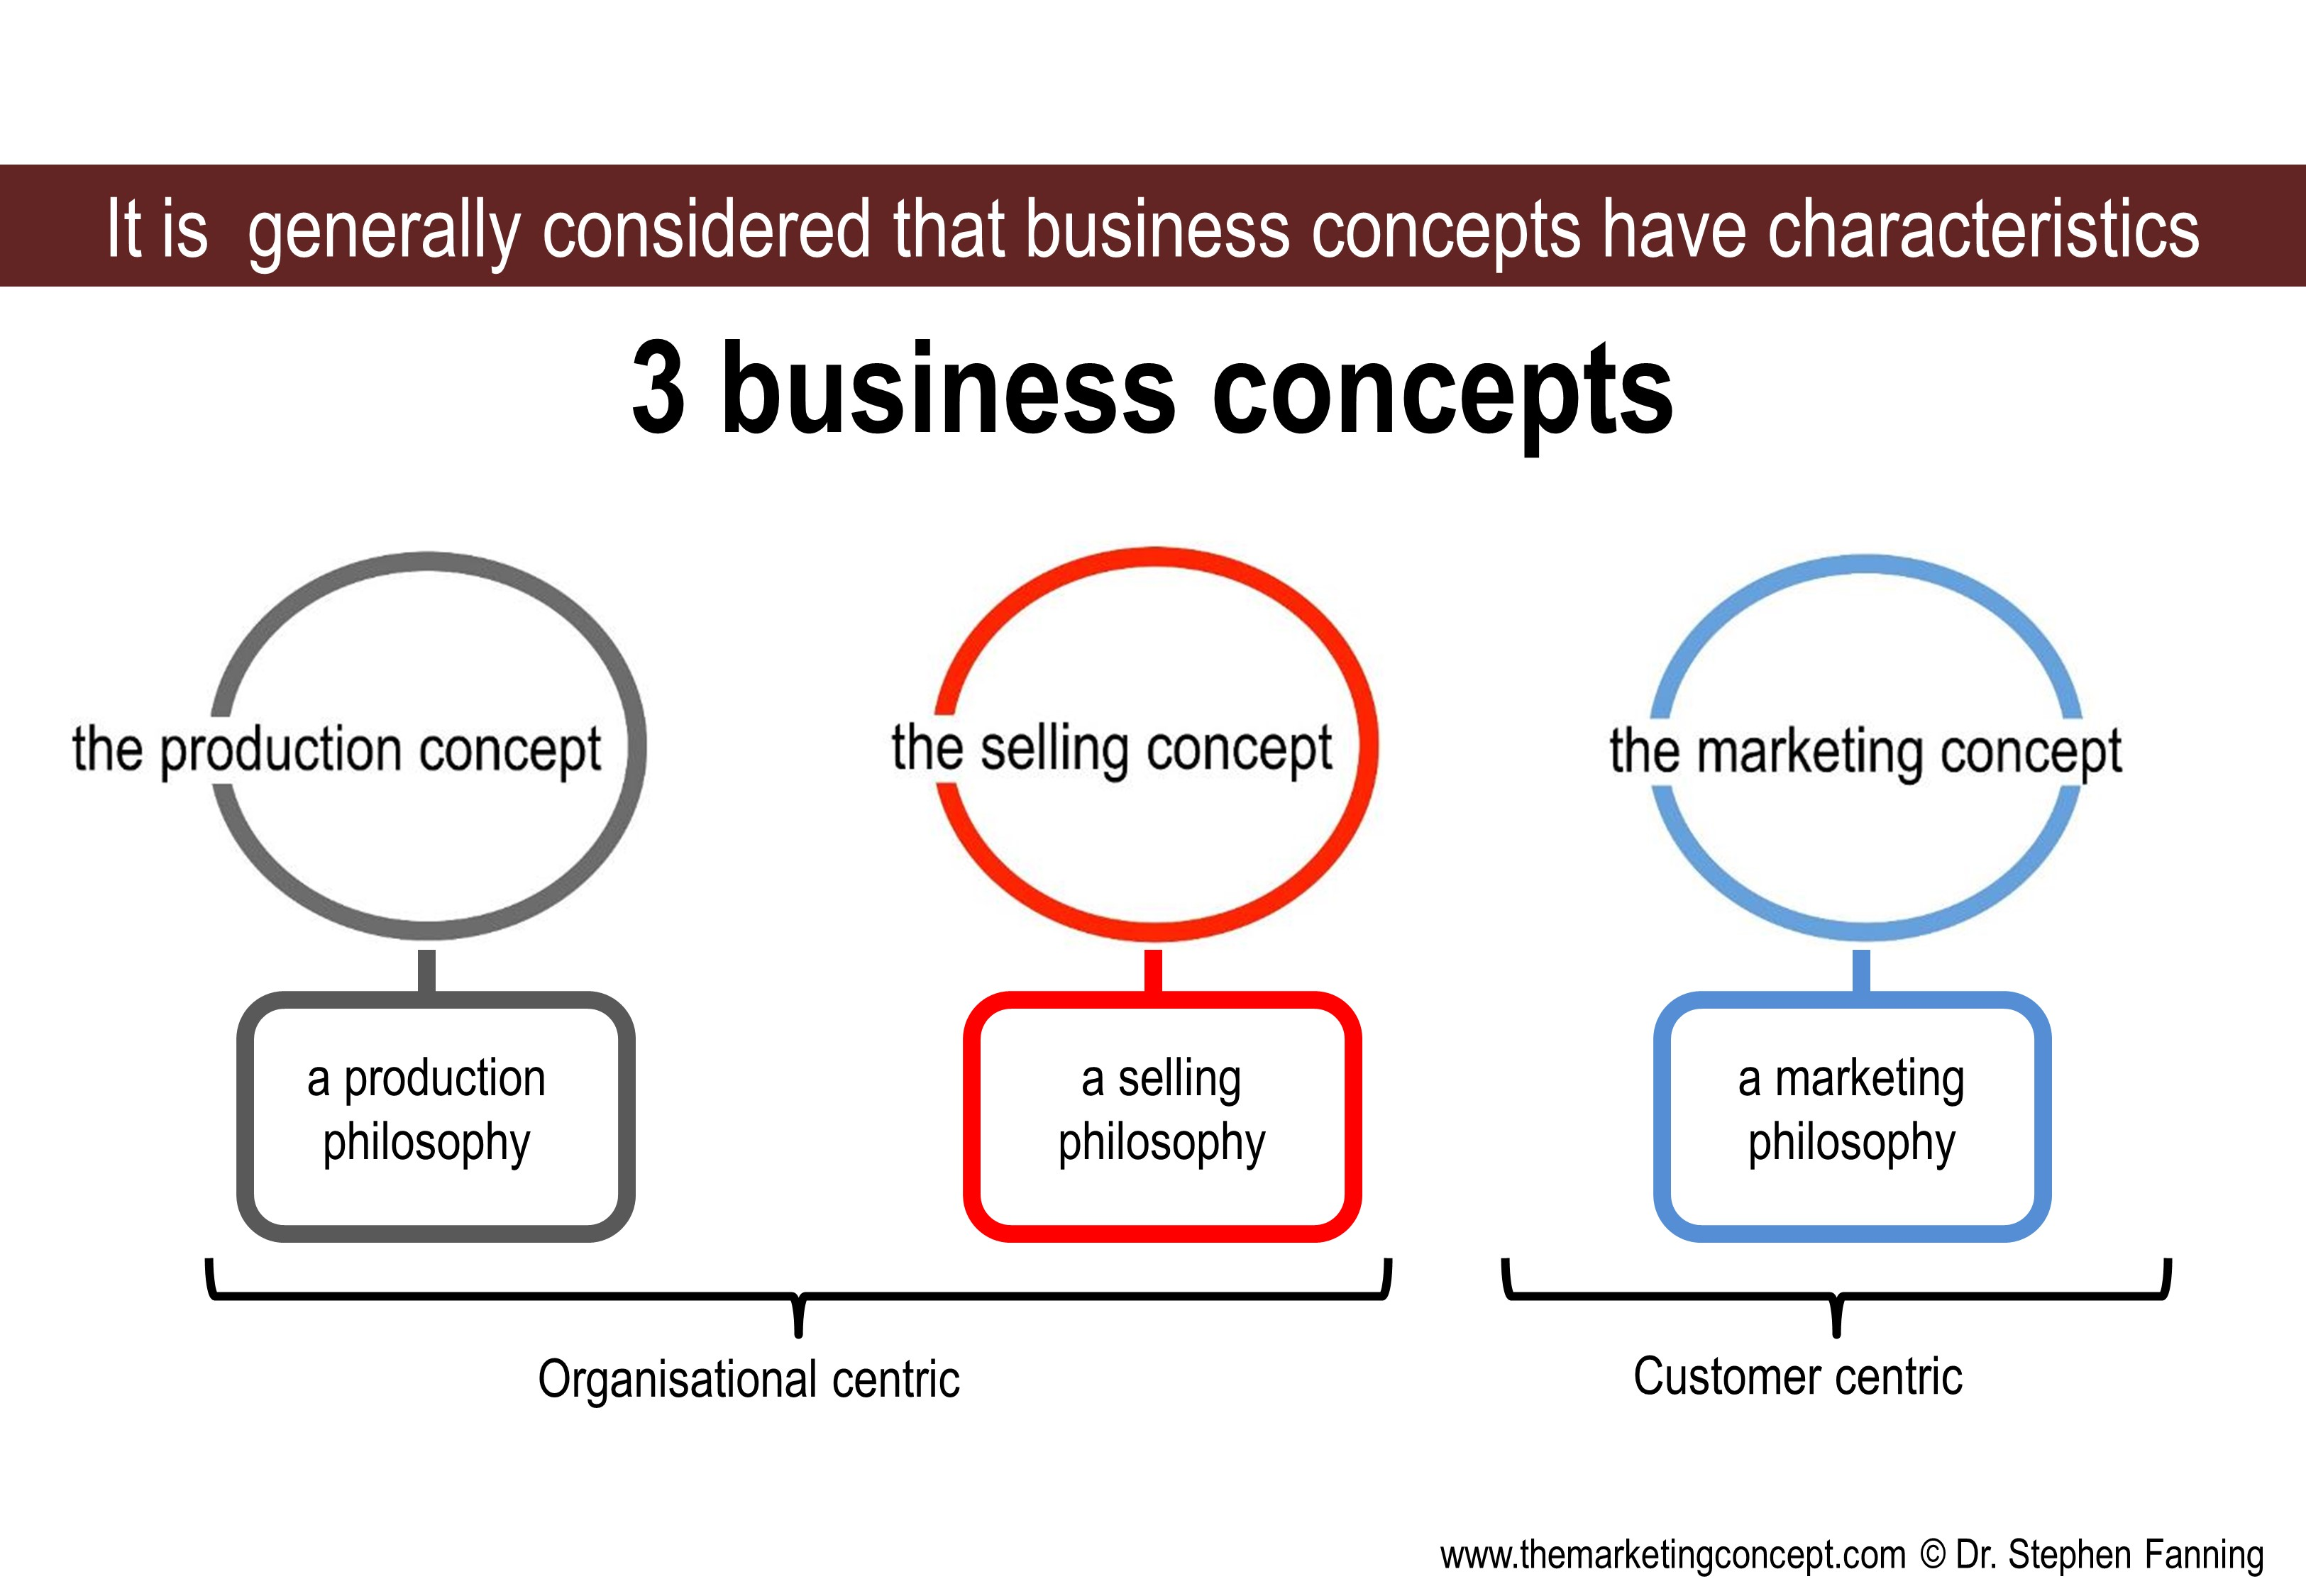 It is  generally considered that business concepts have characteristics
3 business concepts
the production concept
the selling concept
the marketing concept
a production
philosophy
a selling
philosophy
a marketing
philosophy
Organisational centric
Customer centric
www.themarketingconcept.com © Dr. Stephen Fanning